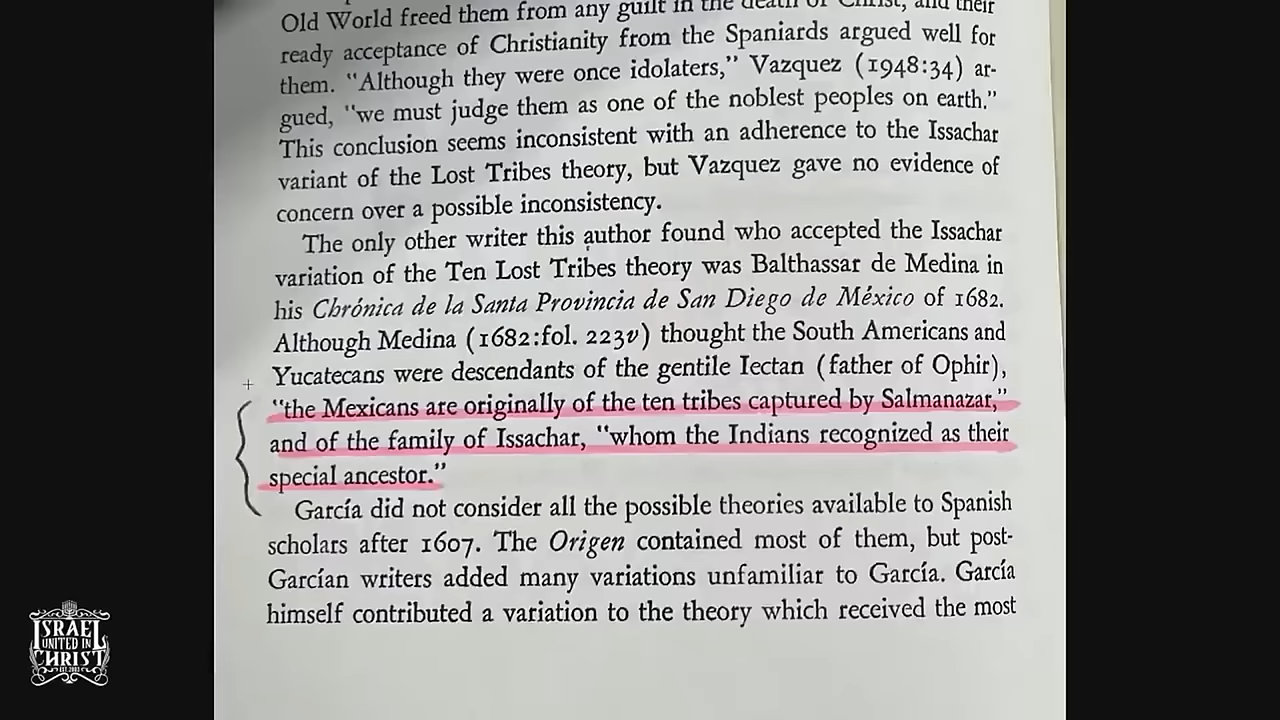 Old World freed them from any guilt in the death of Christ, and their
ready acceptance of Christianity from the Spaniards argued well for
them. “Although they were once idolaters,” Vazquez (1948:34) ar-
gued, “we must judge them as one of the noblest peoples on earth.”
This conclusion seems inconsistent with an adherence to the Issachar
variant of the Lost Tribes theory, but Vazquez gave no evidence of
concern over a possible inconsistency.
The only other writer this author found who accepted the Issachar
variation of the Ten Lost Tribes theory was Balthassar de Medina in
his Chrónica de la Santa Provincia de San Diego de México of 1682.
Although Medina (1682:fol. 223v) thought the South Americans and
Yucatecans were descendants of the gentile Iectan (father of Ophir),
“the Mexicans are originally of the ten tribes captured by Salmanazar,”
and of the family of Issachar, “whom the Indians recognized as their
special ancestor.”
García did not consider all the possible theories available to Spanish
scholars after 1607. The Origen contained most of them, but post-
Garcían writers added many variations unfamiliar to García. García
himself contributed a variation to the theory which received the most
ISRAEL
UNITED IN
CHRIST
EST. 2003